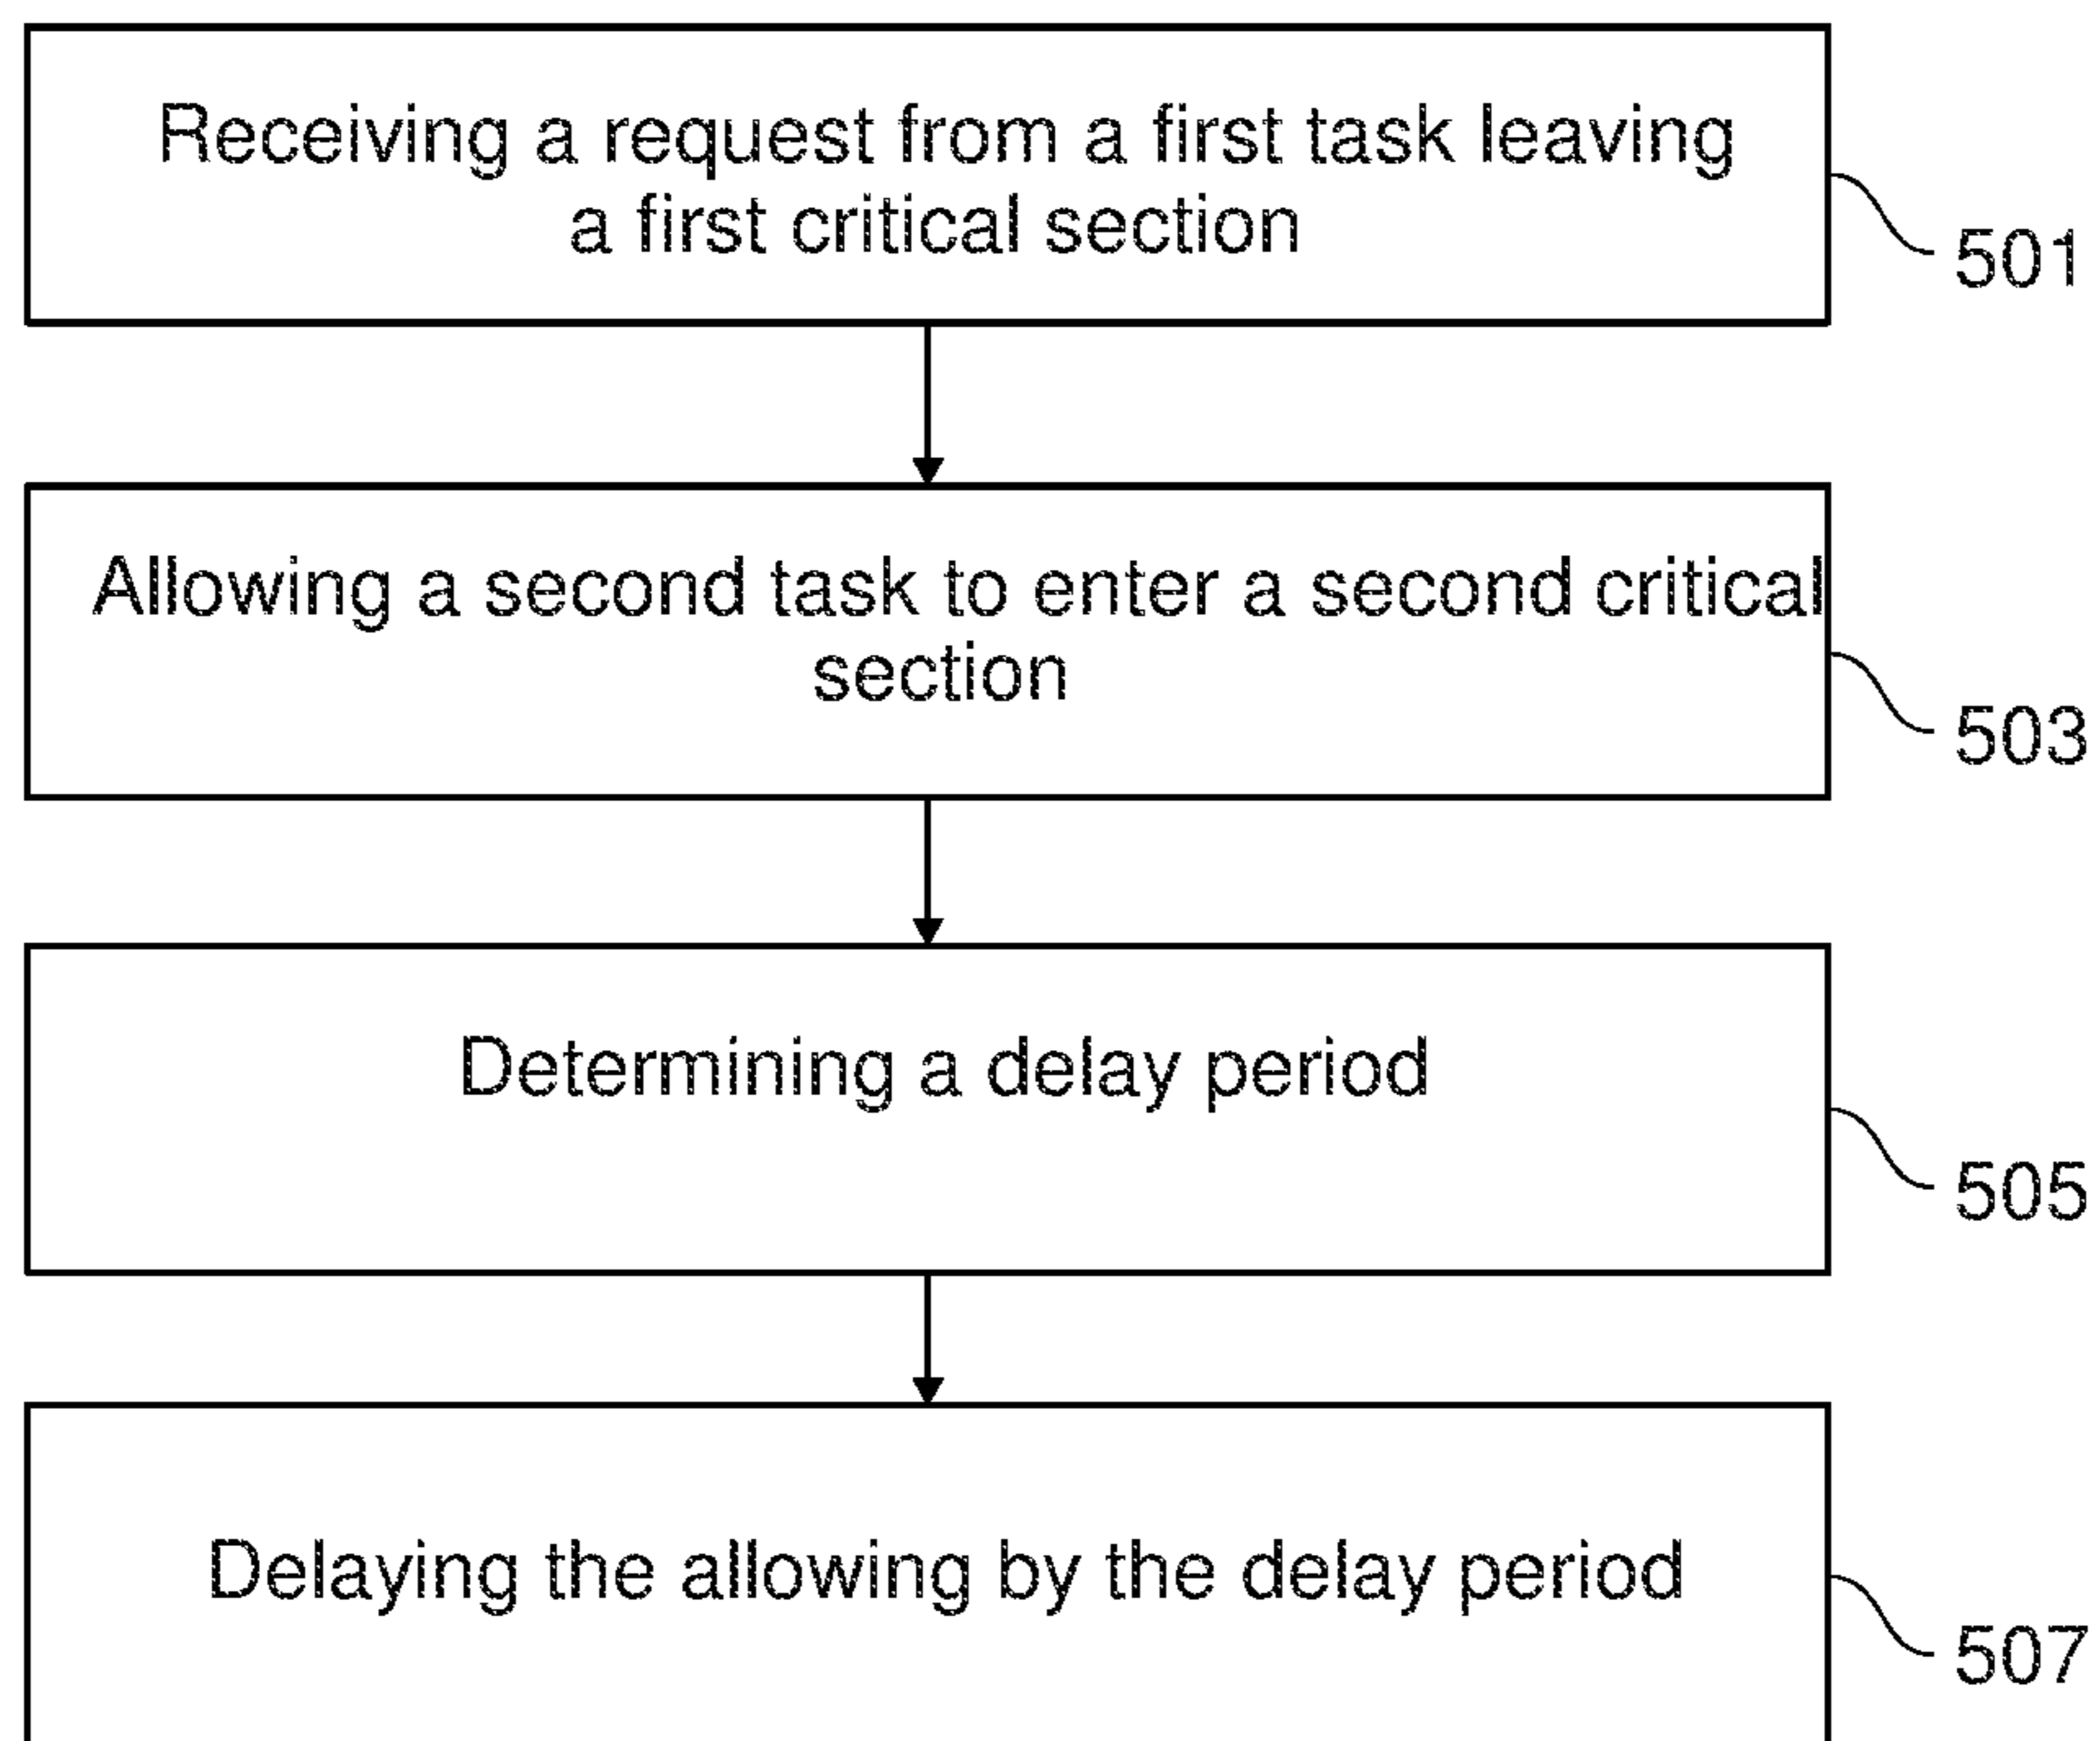 Receiving a request from a first task leaving
a first critical section
501
Allowing a second task to enter a second critical
section
503
Determining a delay period
505
Delaying the allowing by the delay period
507